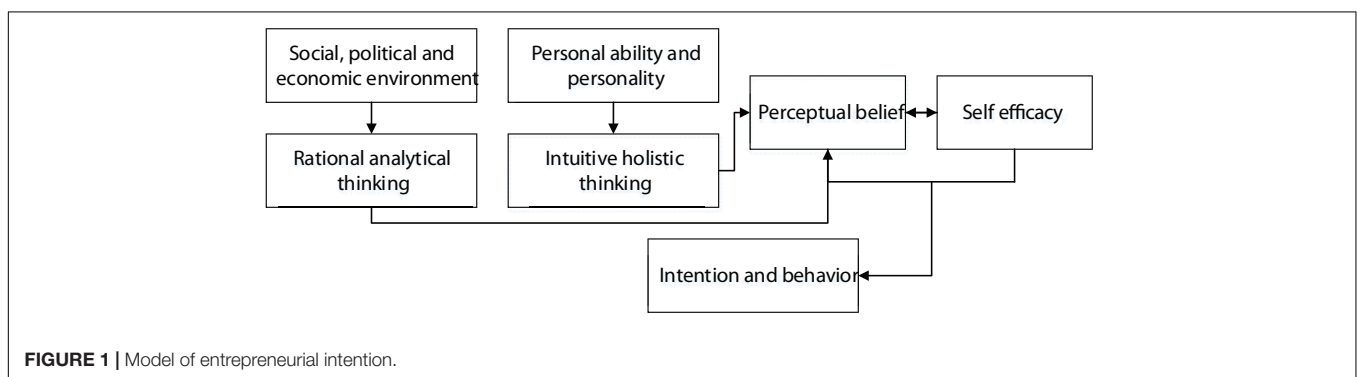 Social, political and
economic environment
Personal ability and
personality
Perceptual belief
Self efficacy
Rational analytical
thinking
Intuitive holistic
thinking
Intention and behavior
FIGURE 1 | Model of entrepreneurial intention.